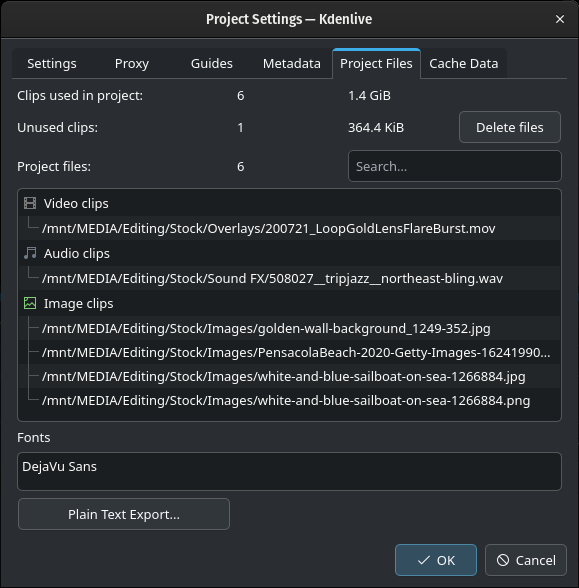 Project Settings — Kdenlive
Settings Proxy Guides Metadata Project Files Cache Data
Clips used in project: 6 1.4 GiB
Unused clips: 1 364.4 KiB Delete files
Project files: 6 Search...
Video clips
/mnt/MEDIA/Editing/Stock/Overlays/200721_LoopGoldLensFlareBurst.mov
Audio clips
/mnt/MEDIA/Editing/Stock/Sound FX/508027__tripjazz__northeast-bling.wav
Image clips
/mnt/MEDIA/Editing/Stock/Images/golden-wall-background_1249-352.jpg
/mnt/MEDIA/Editing/Stock/Images/PensacolaBeach-2020-Getty-Images-16241990...
/mnt/MEDIA/Editing/Stock/Images/white-and-blue-sailboat-on-sea-1266884.jpg
/mnt/MEDIA/Editing/Stock/Images/white-and-blue-sailboat-on-sea-1266884.png
Fonts
DejaVu Sans
Plain Text Export...
OK Cancel